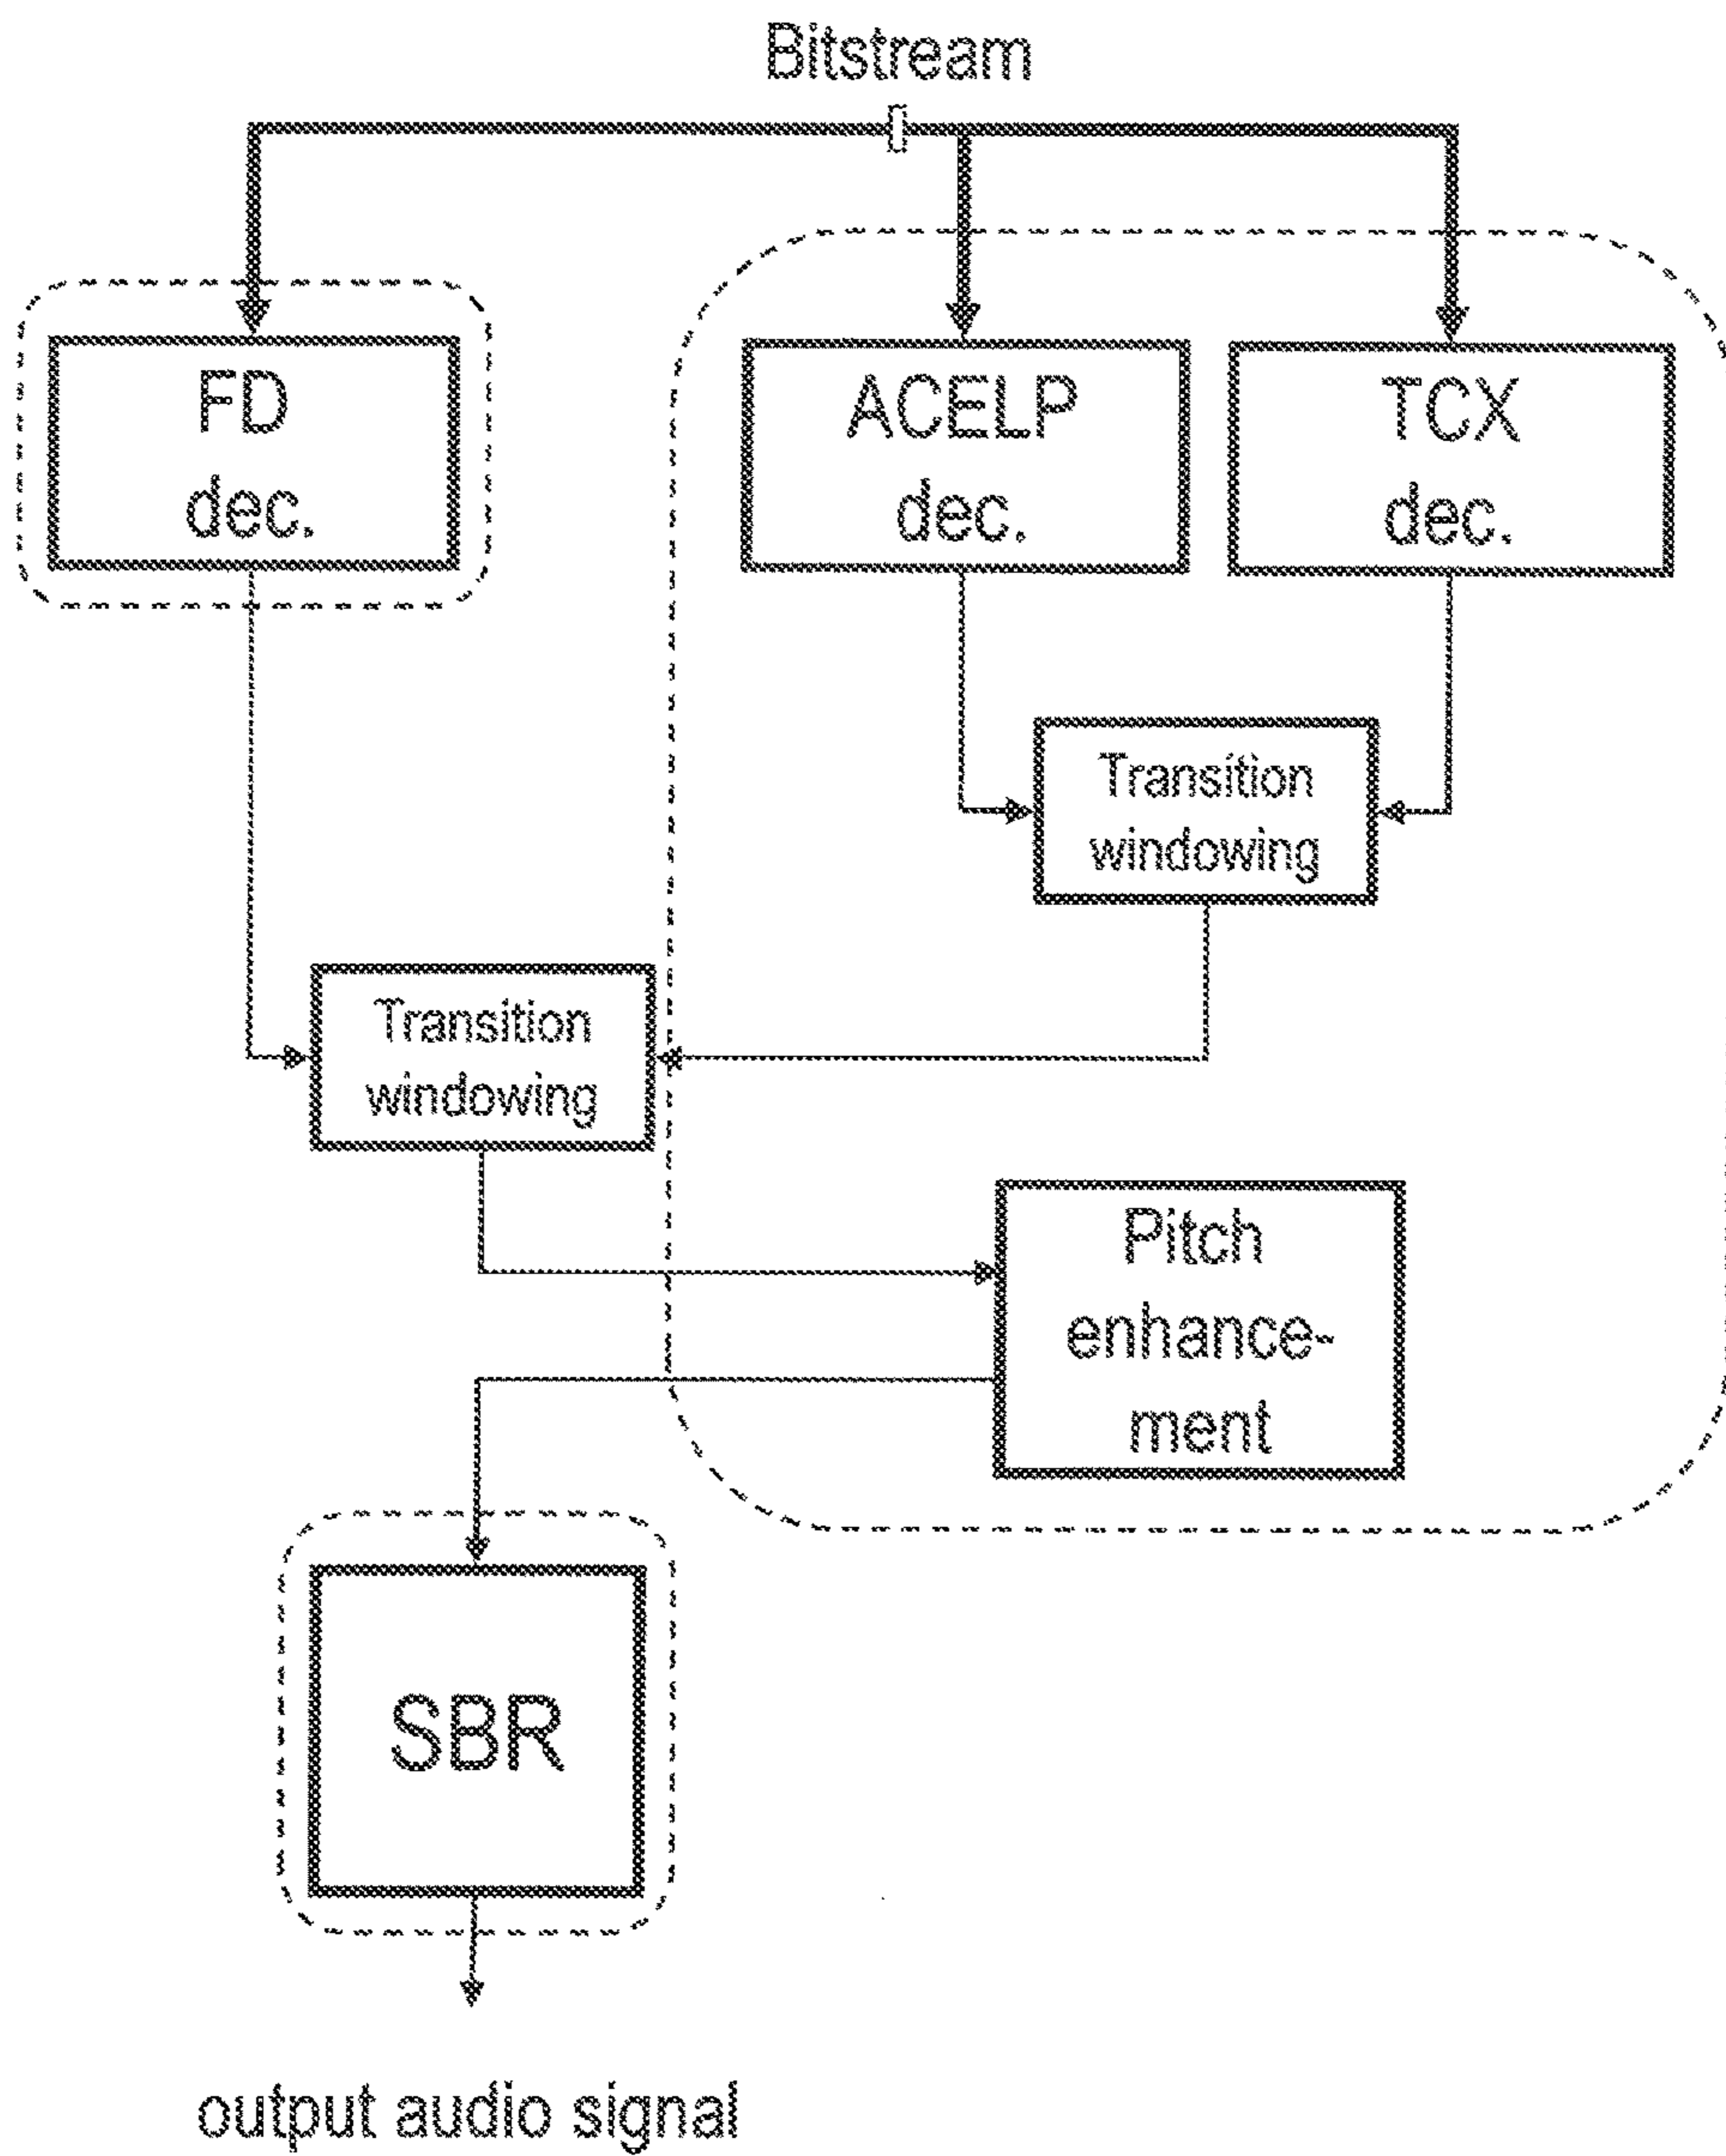 Bitstream
FD
dec.
ACELP
dec.
TCX
dec.
Transition
windowing
Transition
windowing
Pitch
enhance-
ment
SBR
output audio signal